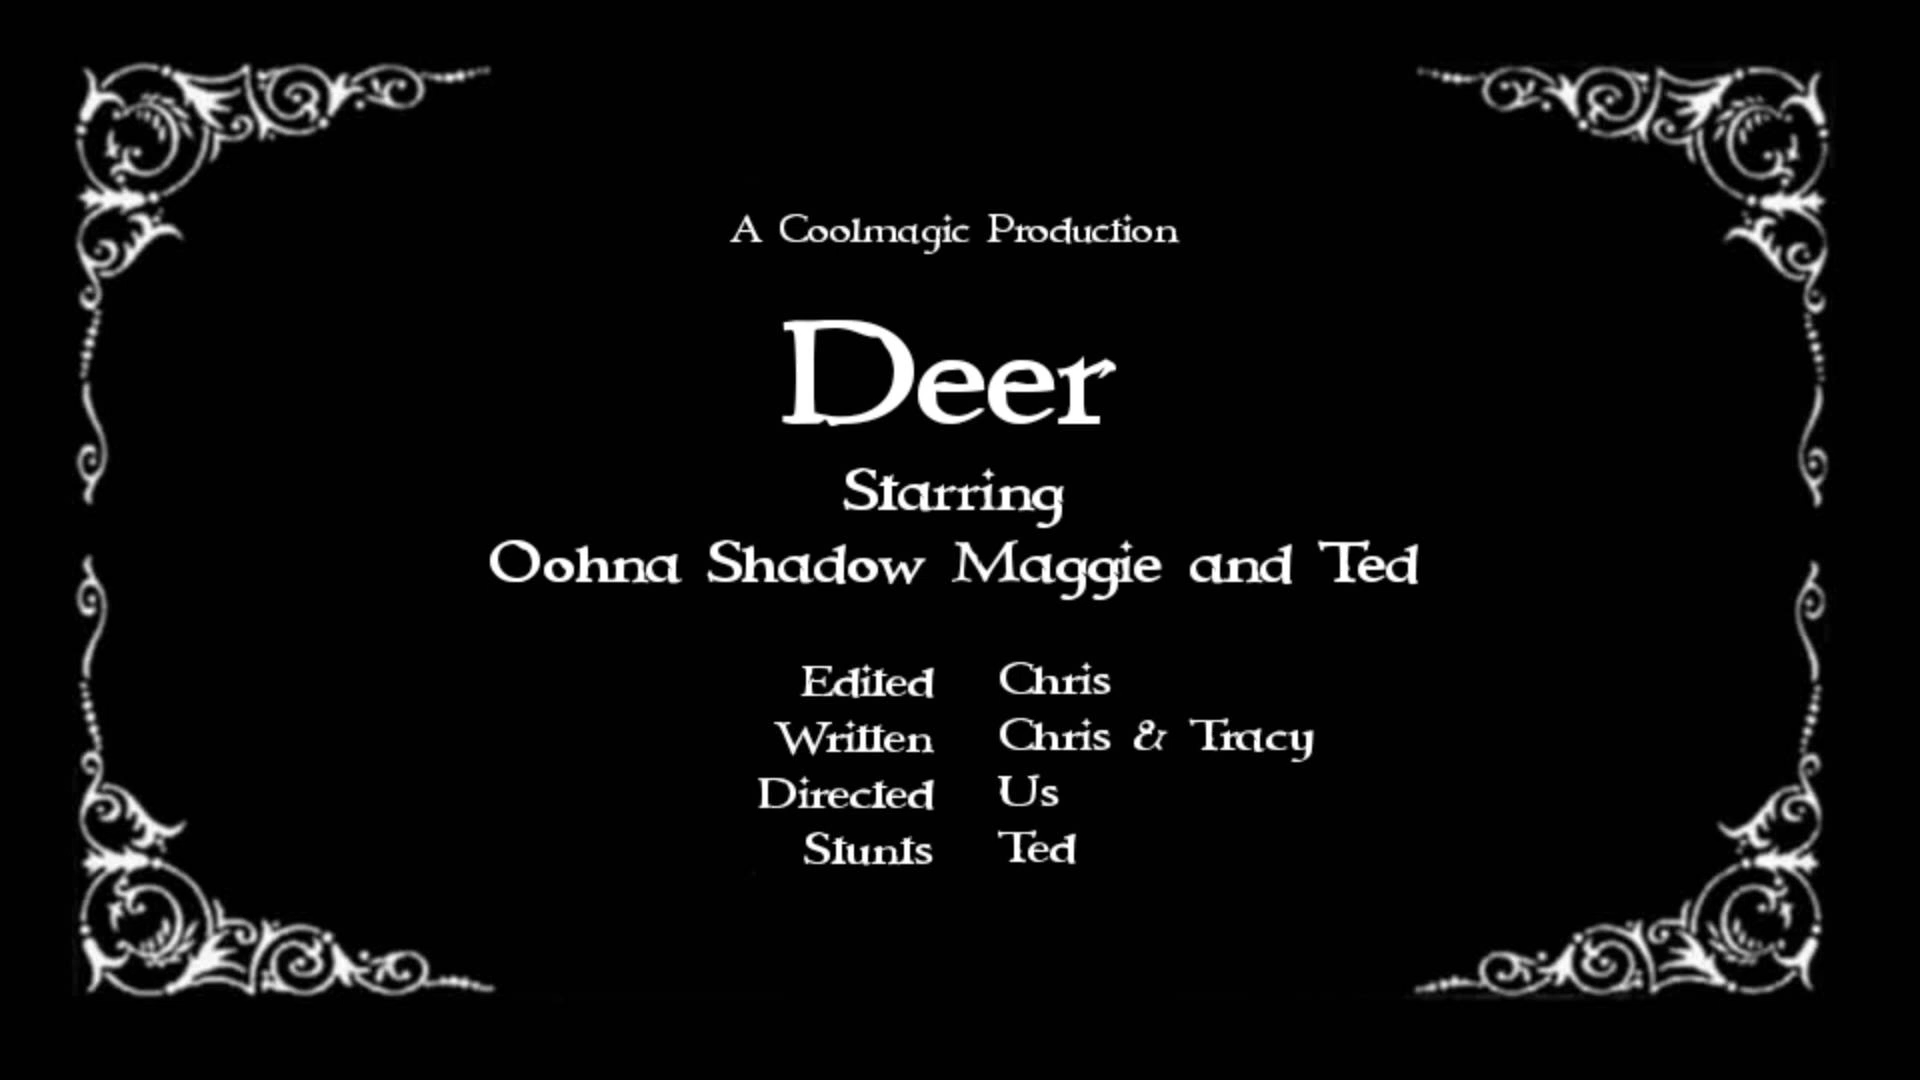 A Coolmagic Production
Deer
Starring
Oohna Shadow Maggie and Ted
Edited Chris
Written Chris & Tracy
Directed Us
Stunts Ted